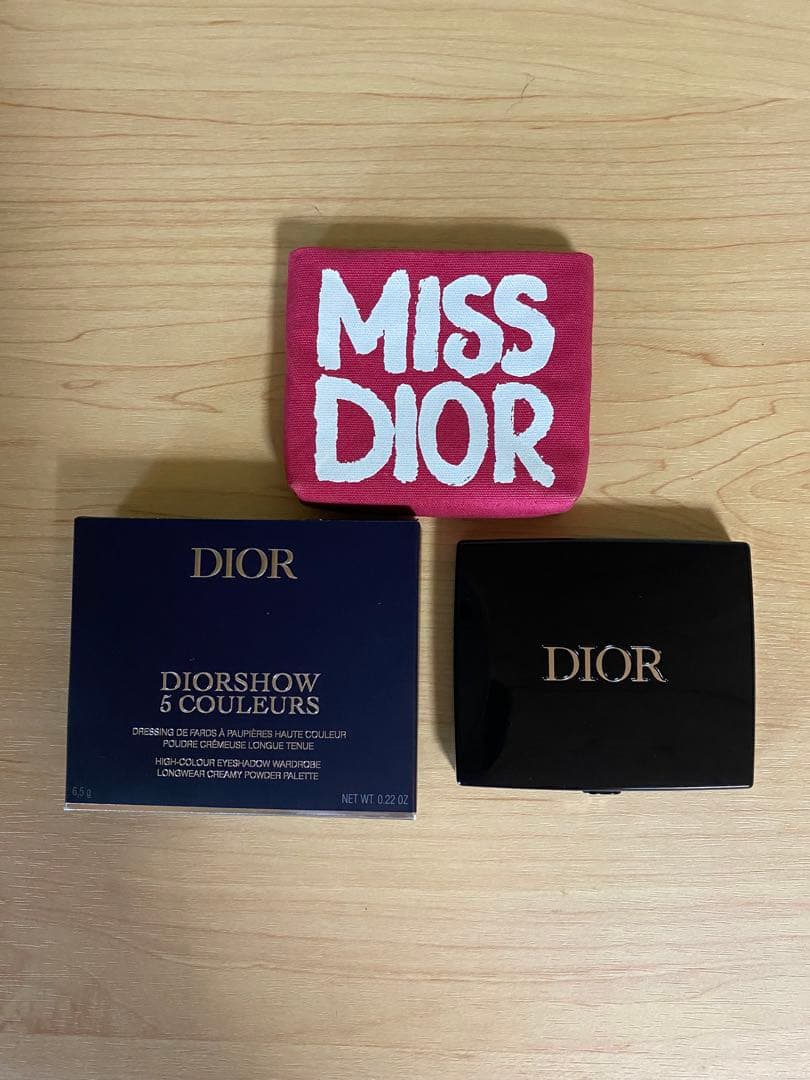 MISS
DIOR
DIOR
DIORSHOW
5 COULEURS
DRESSING DE FARDS À PAUPIÈRES HAUTE COULEUR
POUDRE CRÉMEUSE LONGUE TENUE
HIGH-COLOUR EYESHADOW WARDROBE
LONGWEAR CREAMY POWDER PALETTE
6,5 g
NET WT. 0.22 OZ
DIOR